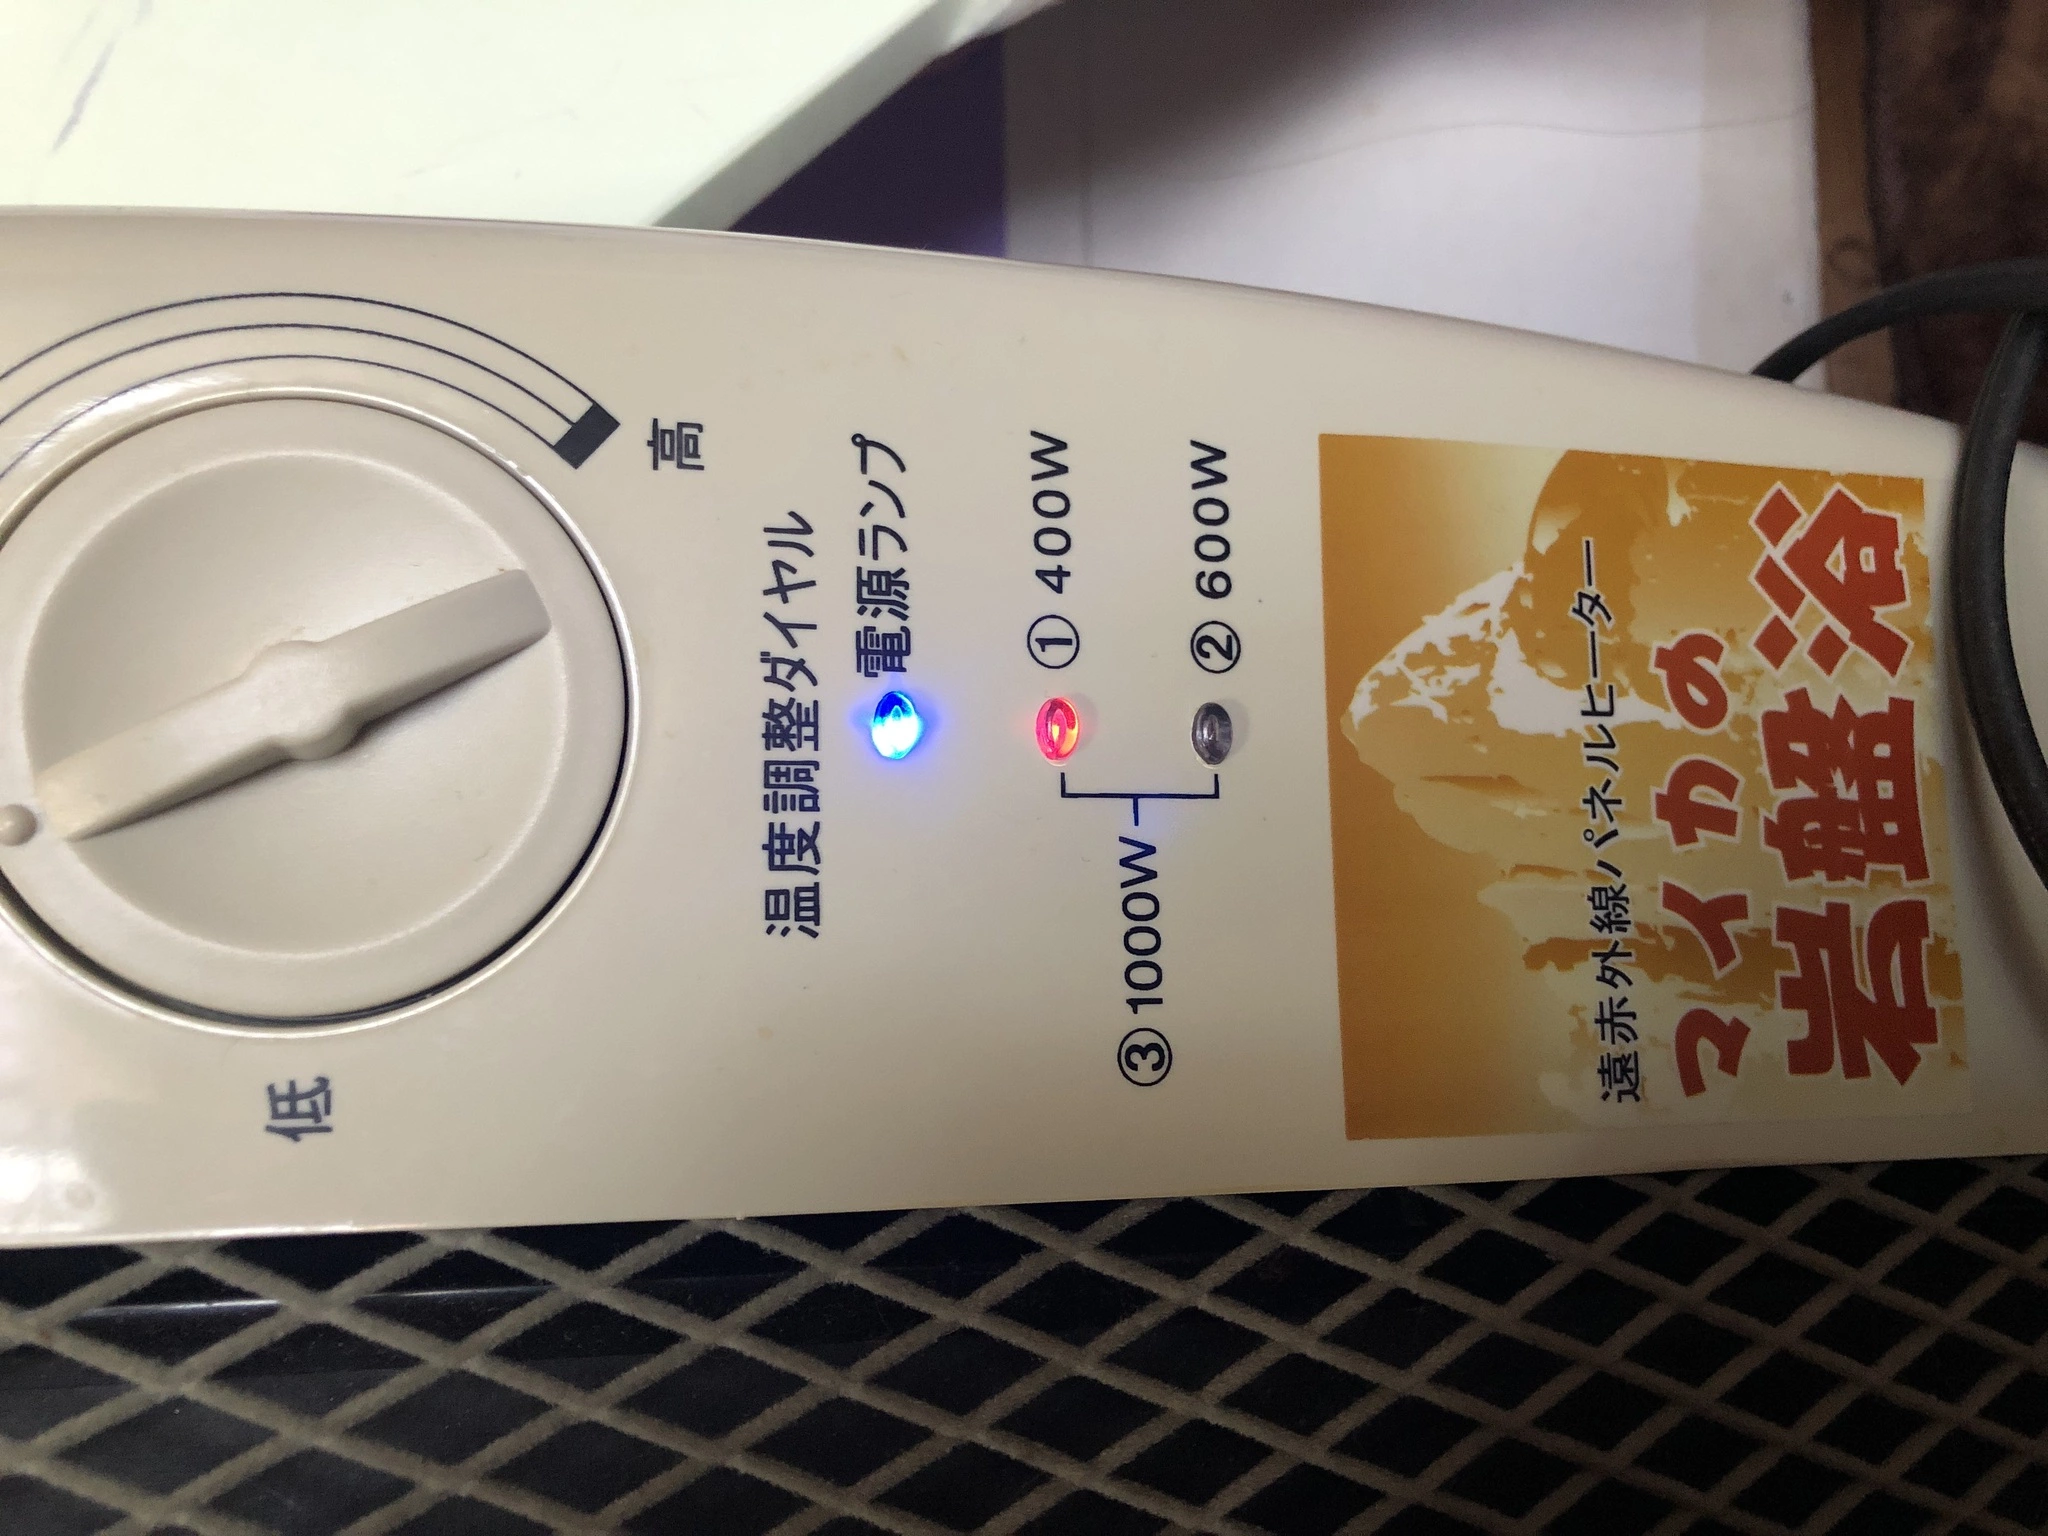 高
低
温度調整ダイヤル
電源ランプ
① 400W
③ 1000W
② 600W
遠赤外線パネルヒーター
マイカの
岩盤浴